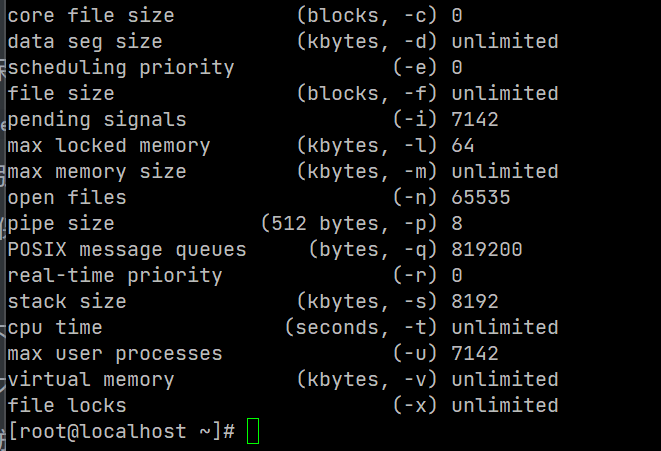 core file size          (blocks, -c) 0
data seg size           (kbytes, -d) unlimited
scheduling priority             (-e) 0
file size               (blocks, -f) unlimited
pending signals                 (-i) 7142
max locked memory       (kbytes, -l) 64
max memory size         (kbytes, -m) unlimited
open files                      (-n) 65535
pipe size            (512 bytes, -p) 8
POSIX message queues     (bytes, -q) 819200
real-time priority              (-r) 0
stack size              (kbytes, -s) 8192
cpu time               (seconds, -t) unlimited
max user processes              (-u) 7142
virtual memory          (kbytes, -v) unlimited
file locks                      (-x) unlimited
[root@localhost ~]#